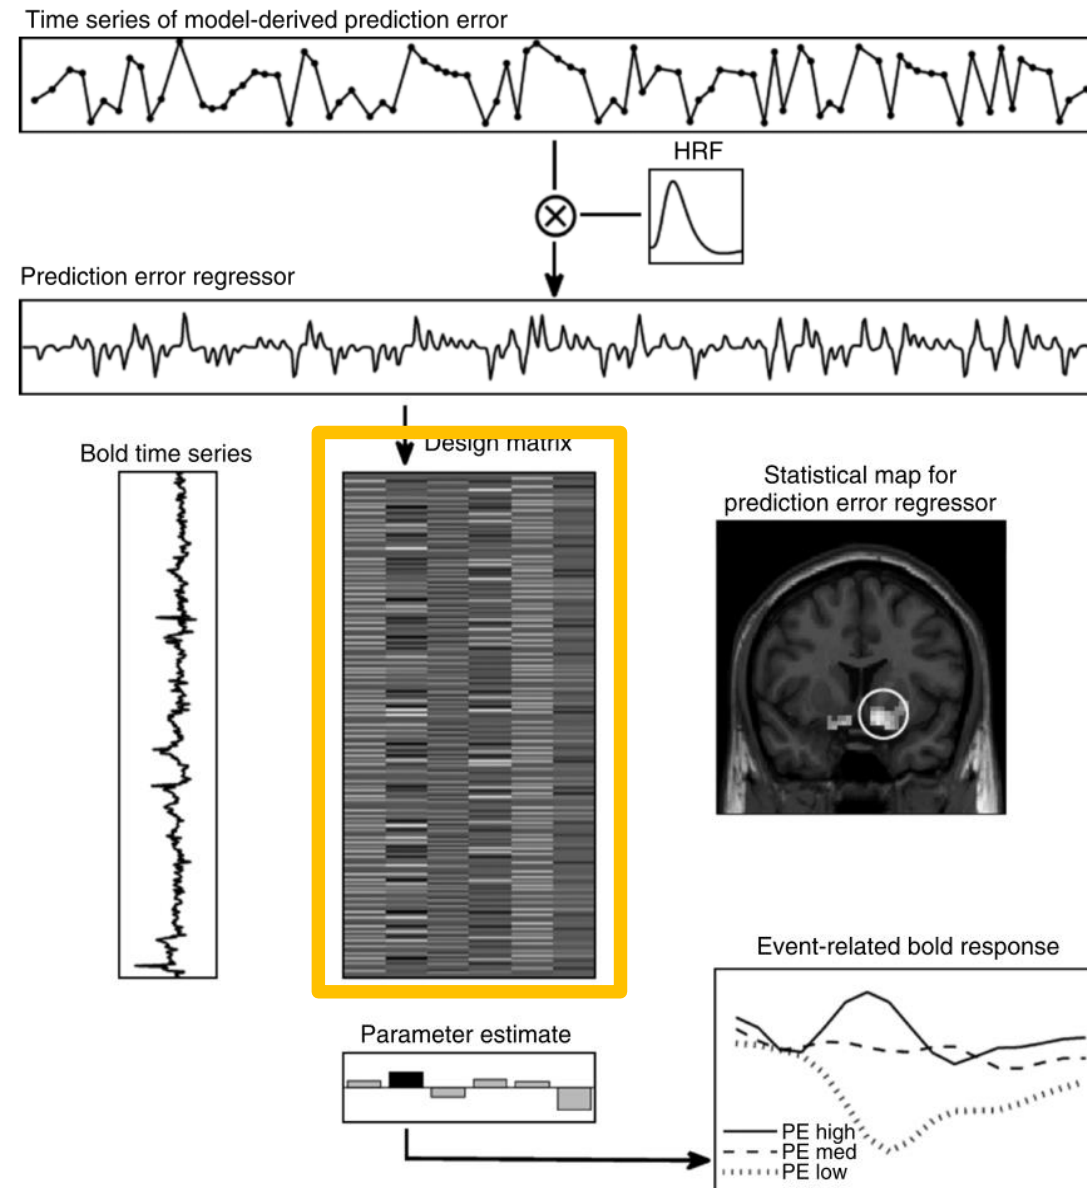 Time series of model-derived prediction error
HRF
Prediction error regressor
Bold time series
Design matrix
Statistical map for
prediction error regressor
Event-related bold response
Parameter estimate
PE high
PE med
PE low